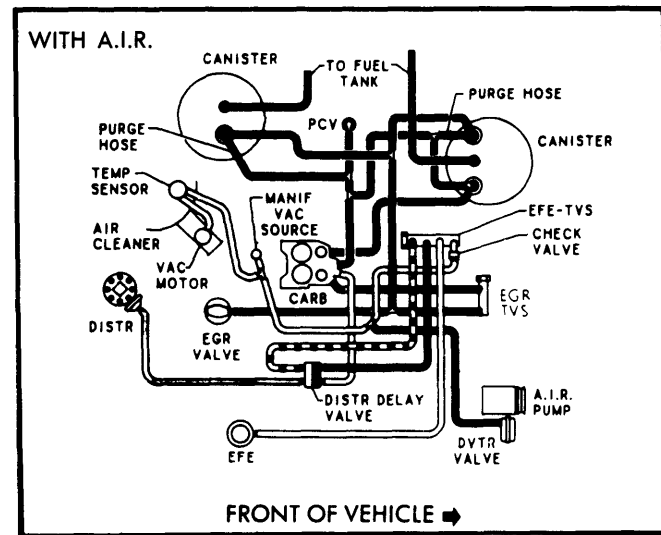 WITH A.I.R.
CANISTER
TO FUEL
TANK
PURGE HOSE
PCV
CANISTER
PURGE
HOSE
TEMP
SENSOR
MANIF
VAC
SOURCE
EFE-TVS
AIR
CLEANER
CHECK
VALVE
VAC
MOTOR
CARB
DISTR
EGR
VALVE
EGR
TVS
DISTR DELAY
VALVE
A.I.R.
PUMP
EFE
DVTR
VALVE
FRONT OF VEHICLE